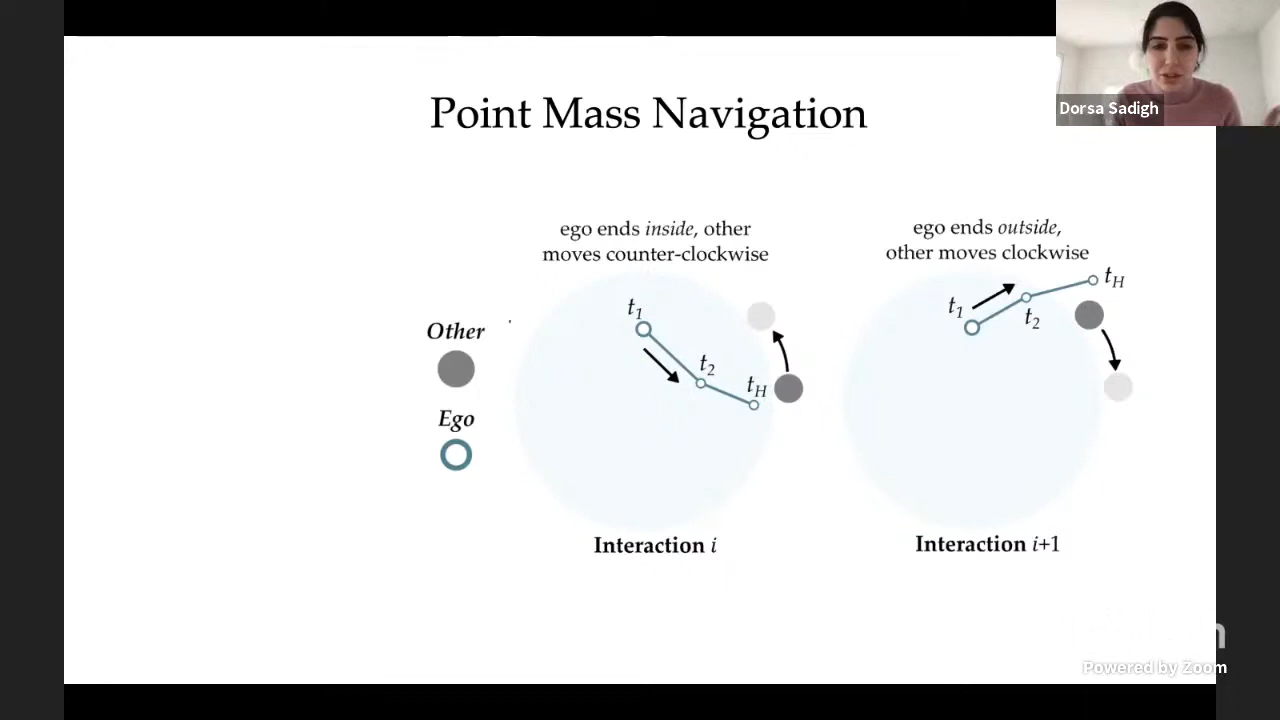 Dorsa Sadigh
Point Mass Navigation
ego ends inside, other
moves counter-clockwise
ego ends outside,
other moves clockwise
t1
t2
tH
t1
t2
tH
Other
Ego
Interaction i
Interaction i+1
Powered by Zoom